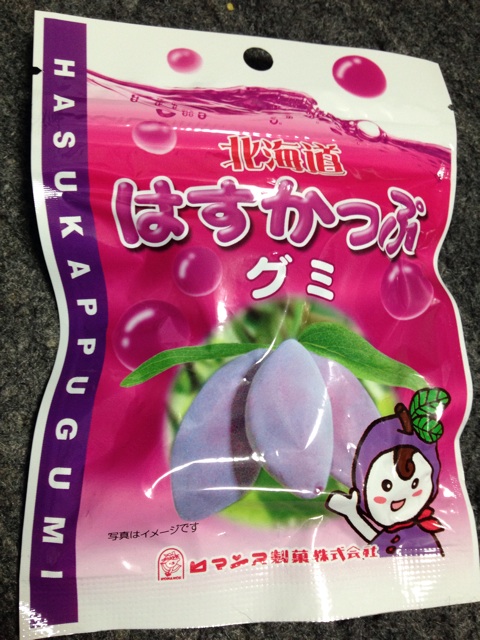 HASUKAPPUGUMI
北海道
はすかっぷ
グミ
写真はイメージです
ロマンス製菓株式会社